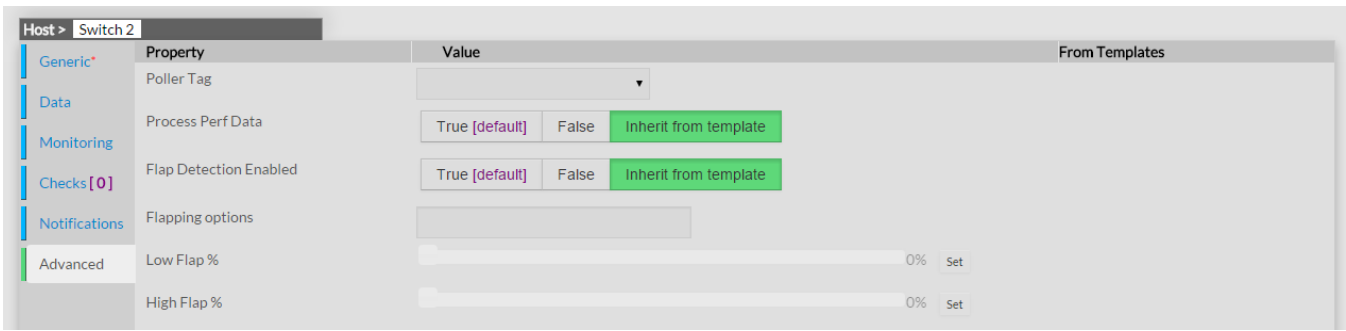 Host > Switch 2
Property Value From Templates
Generic*
Poller Tag
Data
Process Perf Data True [default] False Inherit from template
Monitoring
Flap Detection Enabled True [default] False Inherit from template
Checks [ 0 ]
Notifications Flapping options
Advanced Low Flap % 0% Set
High Flap % 0% Set